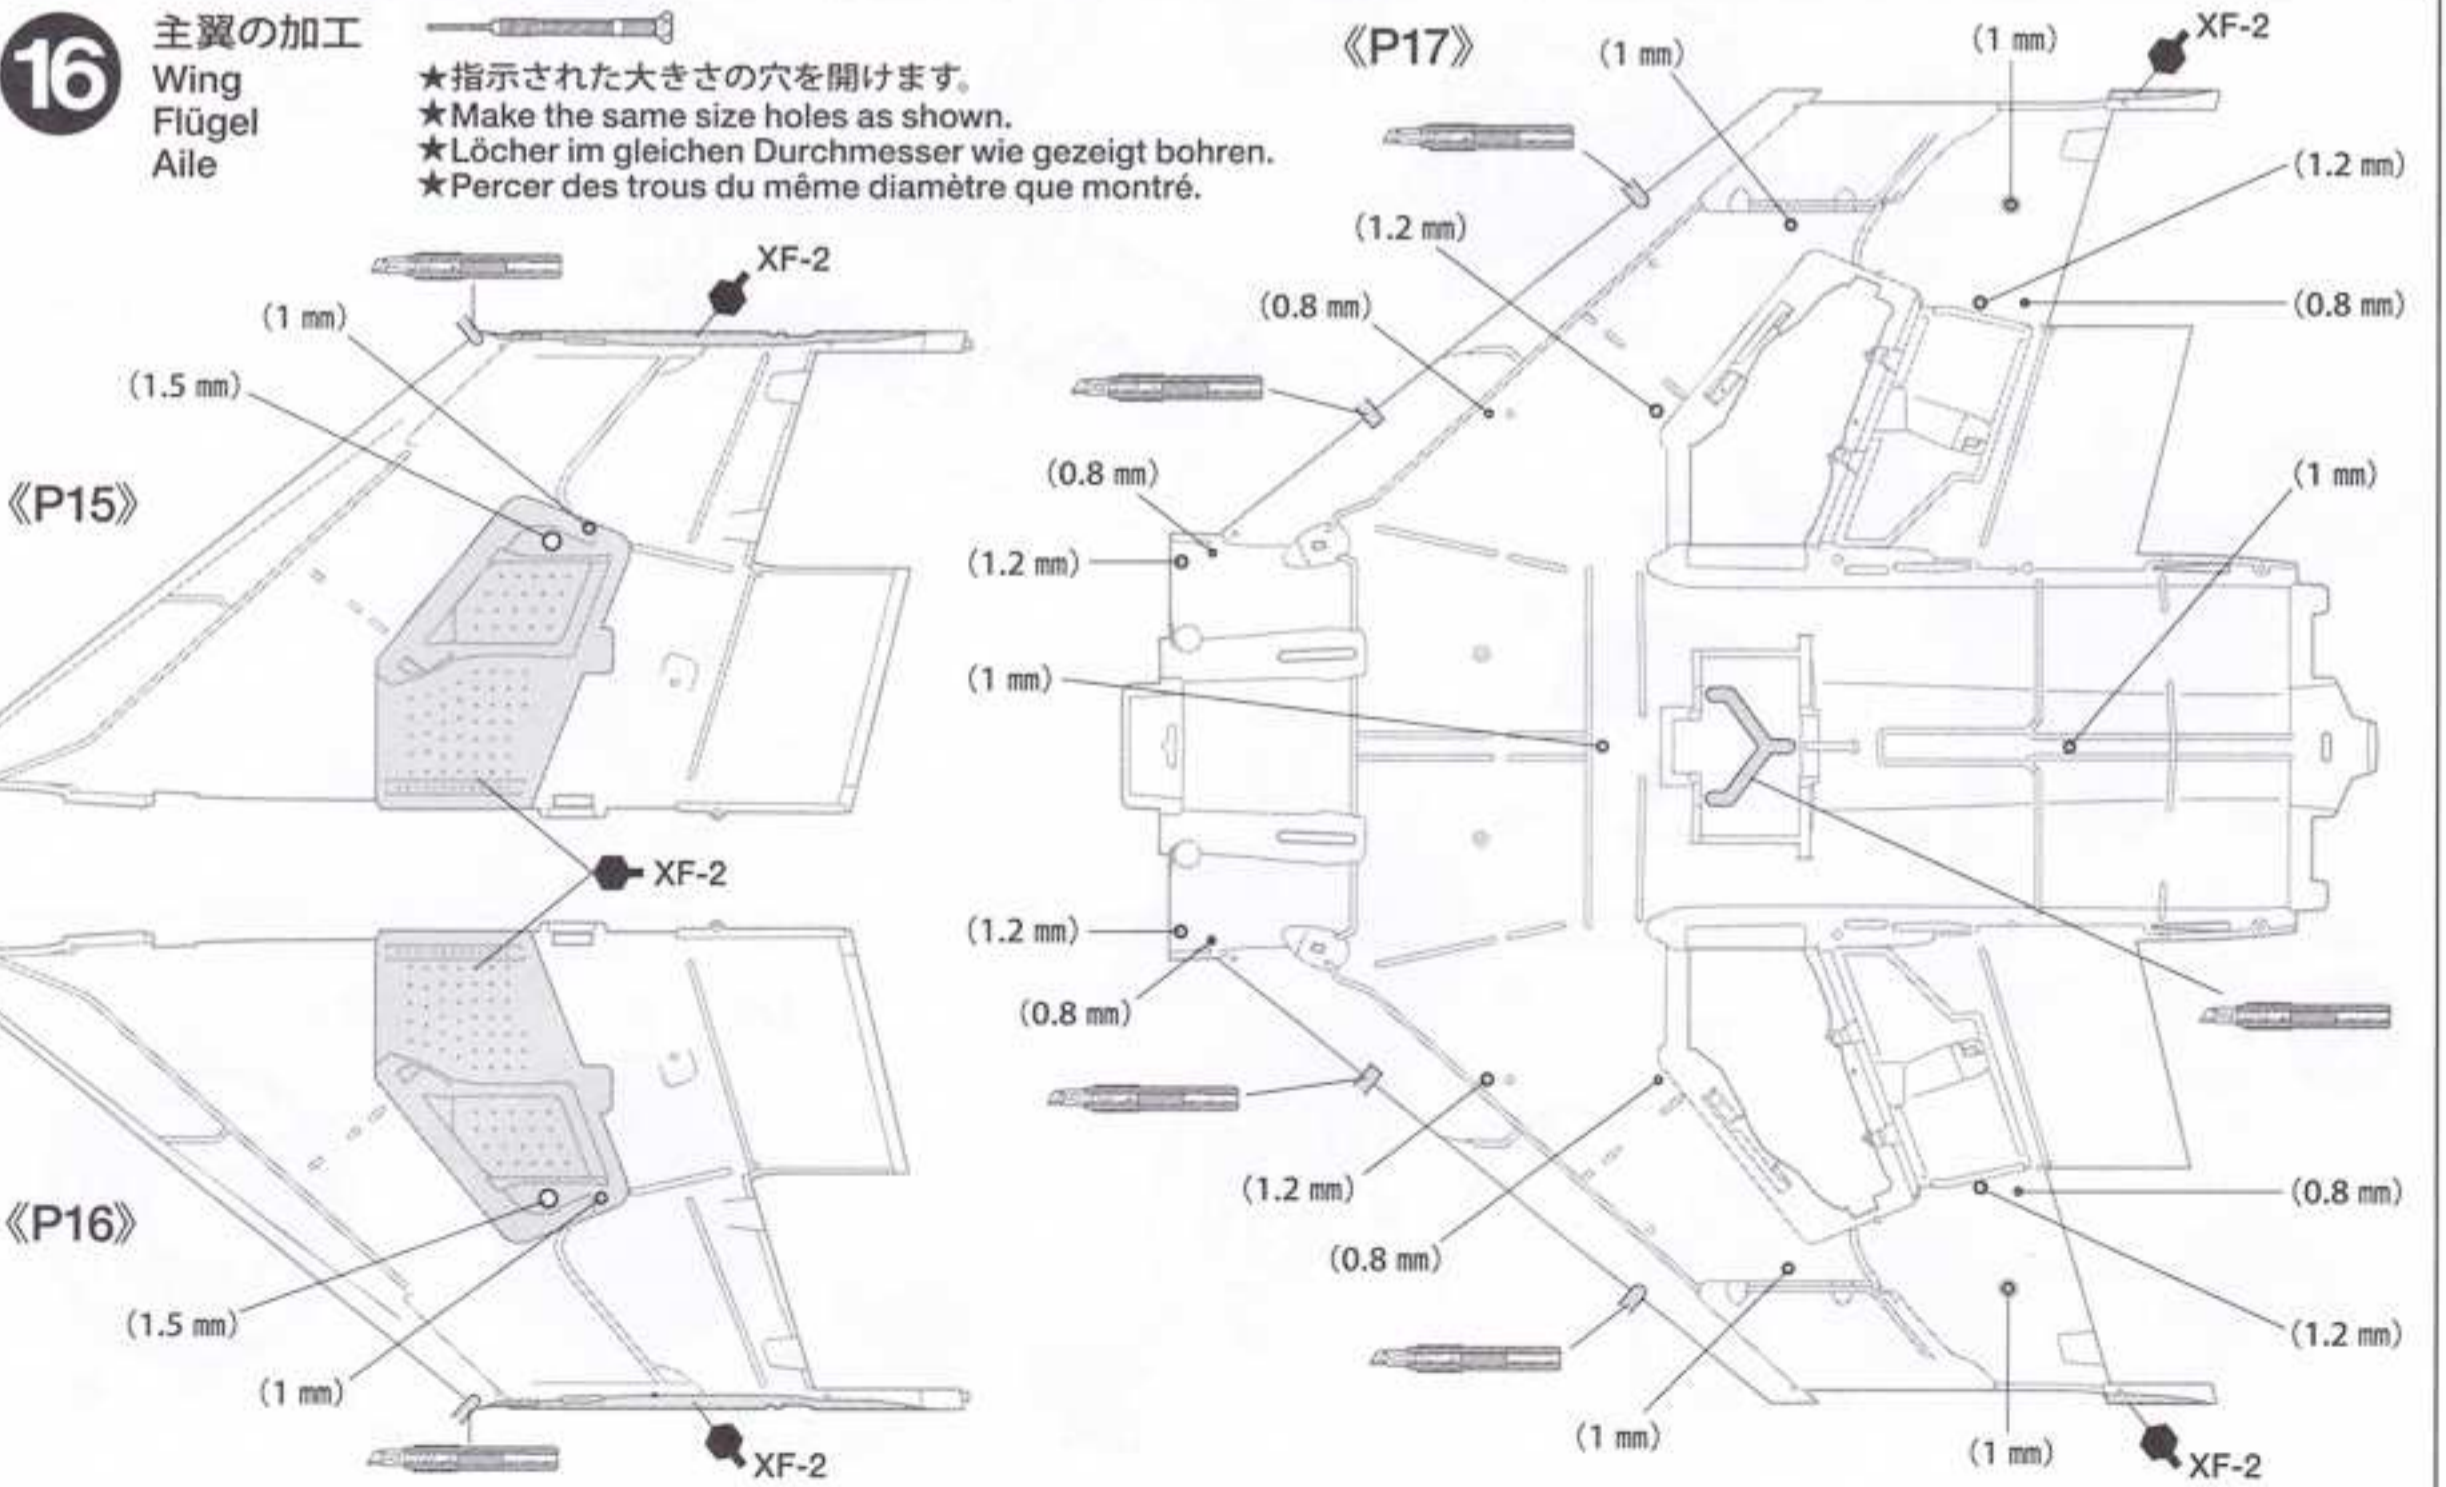 16
主翼の加工
Wing
Flügel
Aile
★指示された大きさの穴を開けます。
★Make the same size holes as shown.
★Löcher im gleichen Durchmesser wie gezeigt bohren.
★Percer des trous du même diamètre que montré.
XF-2
(1 mm)
(1.5 mm)
《P15》
XF-2
《P16》
(1.5 mm)
(1 mm)
XF-2
《P17》
(1 mm)
(1 mm)
XF-2
(1.2 mm)
(1.2 mm)
(0.8 mm)
(0.8 mm)
(0.8 mm)
(1 mm)
(1.2 mm)
(1 mm)
(1.2 mm)
(0.8 mm)
(1.2 mm)
(0.8 mm)
(0.8 mm)
(1.2 mm)
(1 mm)
(1 mm)
XF-2